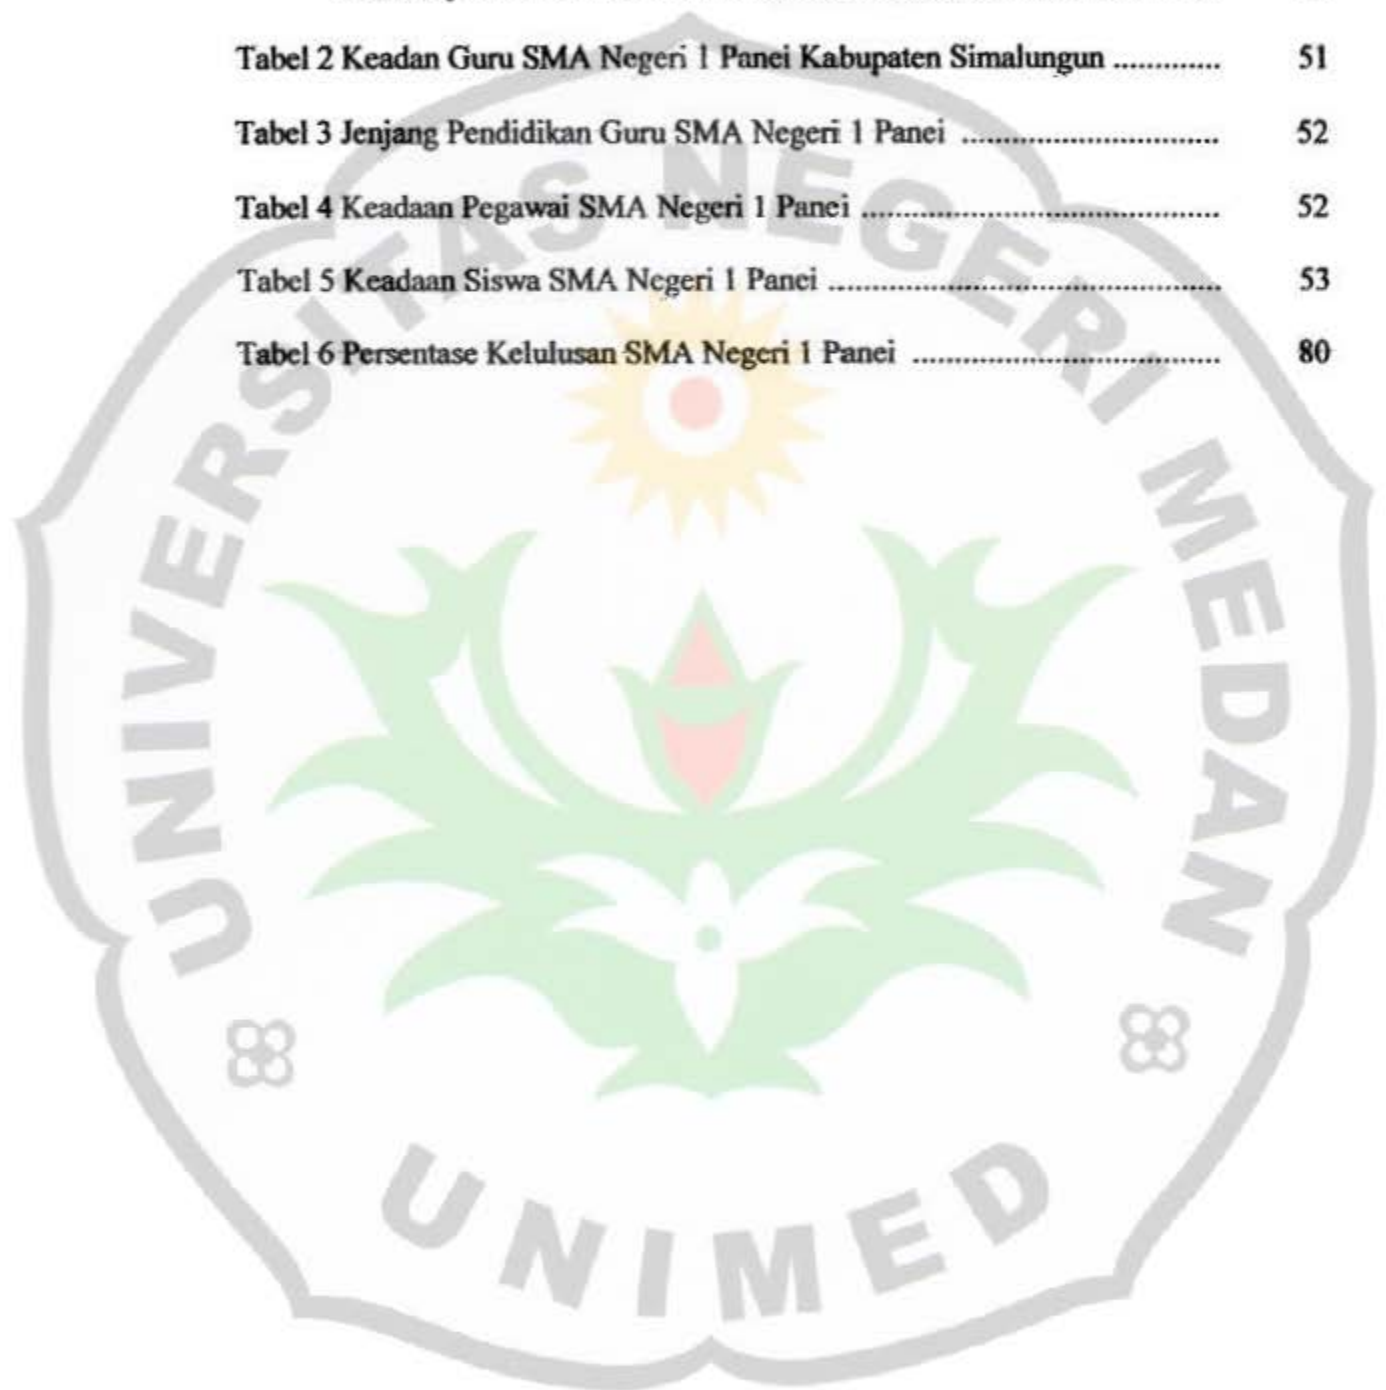 Tabel 2 Keadan Guru SMA Negeri 1 Panei Kabupaten Simalungun ............. 51
Tabel 3 Jenjang Pendidikan Guru SMA Negeri 1 Panei ............................. 52
Tabel 4 Keadaan Pegawai SMA Negeri 1 Panei ........................................ 52
Tabel 5 Keadaan Siswa SMA Negeri 1 Panei ............................................ 53
Tabel 6 Persentase Kelulusan SMA Negeri 1 Panei .................................. 80
UNIVERSITAS NEGERI MEDAN
UNIMED